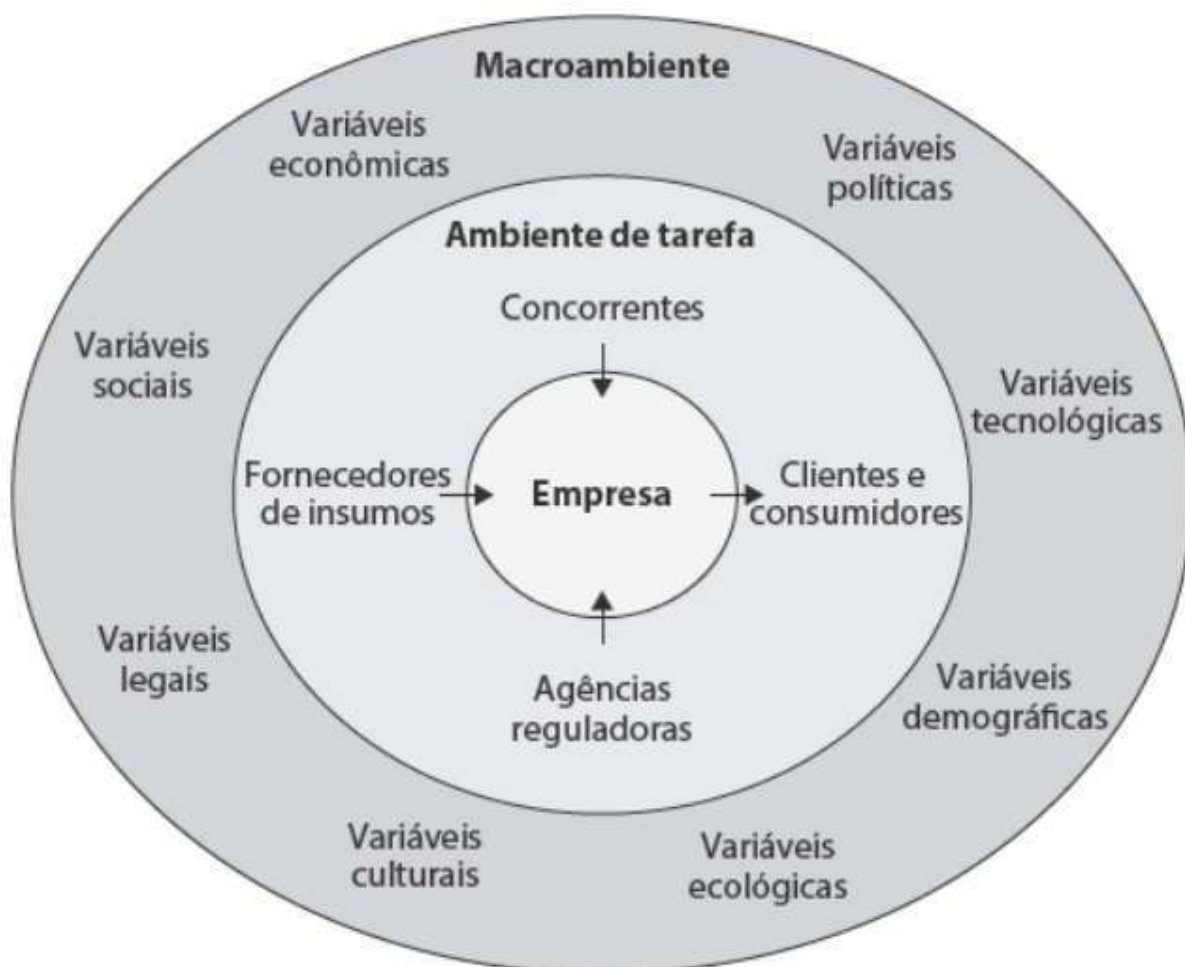 Macroambiente
Variáveis
econômicas
Variáveis
políticas
Ambiente de tarefa
Concorrentes
Variáveis
sociais
Variáveis
tecnológicas
Fornecedores
de insumos
Empresa
Clientes e
consumidores
Variáveis
legais
Agências
reguladoras
Variáveis
demográficas
Variáveis
culturais
Variáveis
ecológicas